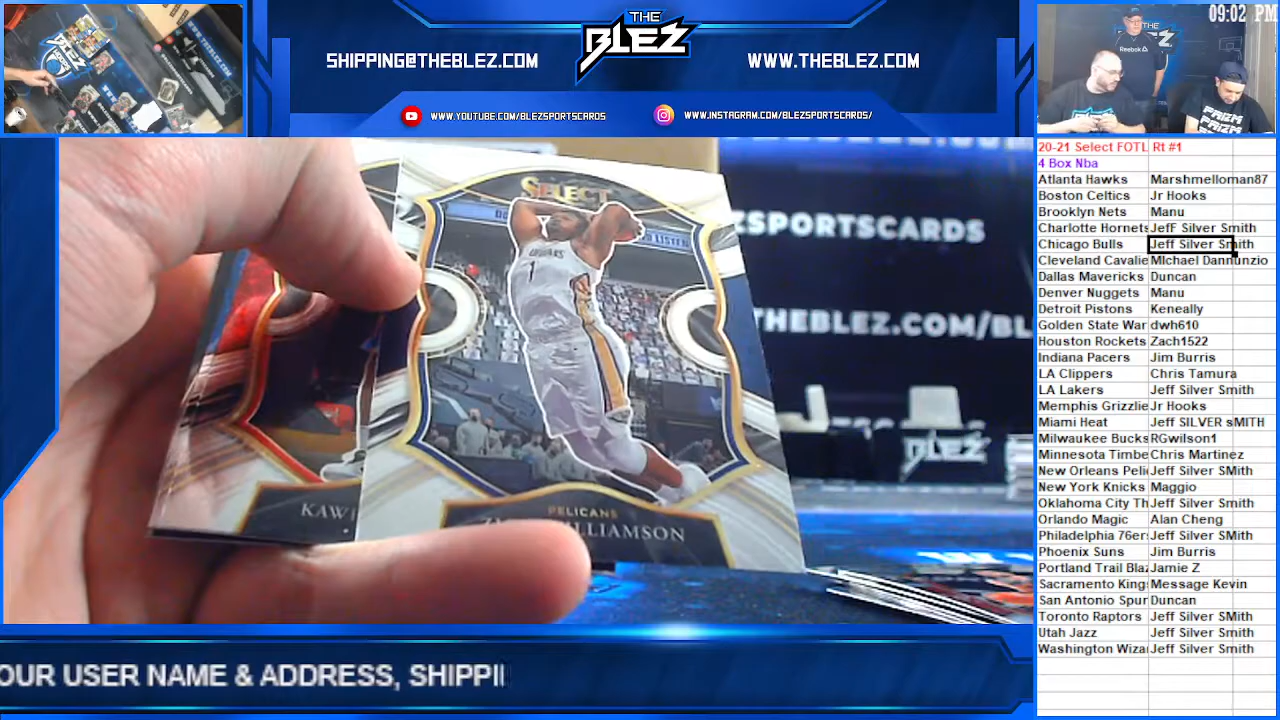 09:02 PM
THE
BLEZ
SHIPPING@THEBLEZ.COM
WWW.THEBLEZ.COM
WWW.YOUTUBE.COM/BLEZSPORTSCARDS
WWW.INSTAGRAM.COM/BLEZSPORTSCARDS/
Reebok
PRIZM
PRIZM
SELECT
1
PELICANS
WILLIAMSON
KAWI
ZSPORTSCARDS
THEBLEZ.COM/BL
BLEZ
OUR USER NAME & ADDRESS, SHIPPI
20-21 Select FOTL Rt #1
4 Box Nba
Atlanta Hawks Marshmelloman87
Boston Celtics Jr Hooks
Brooklyn Nets Manu
Charlotte Hornets JefF Silver Smith
Chicago Bulls Jeff Silver Smith
Cleveland Cavalie MIchael Dannunzio
Dallas Mavericks Duncan
Denver Nuggets Manu
Detroit Pistons Keneally
Golden State War dwh610
Houston Rockets Zach1522
Indiana Pacers Jim Burris
LA Clippers Chris Tamura
LA Lakers Jeff Silver Smith
Memphis Grizzlie Jr Hooks
Miami Heat Jeff SILVER sMITH
Milwaukee Bucks RGwilson1
Minnesota Timbe Chris Martinez
New Orleans Peli Jeff Silver SMith
New York Knicks Maggio
Oklahoma City Th Jeff Silver Smith
Orlando Magic Alan Cheng
Philadelphia 76er Jeff Silver SMith
Phoenix Suns Jim Burris
Portland Trail Bla Jamie Z
Sacramento King Message Kevin
San Antonio Spur Duncan
Toronto Raptors Jeff Silver SMith
Utah Jazz Jeff Silver Smith
Washington Wiza Jeff Silver Smith